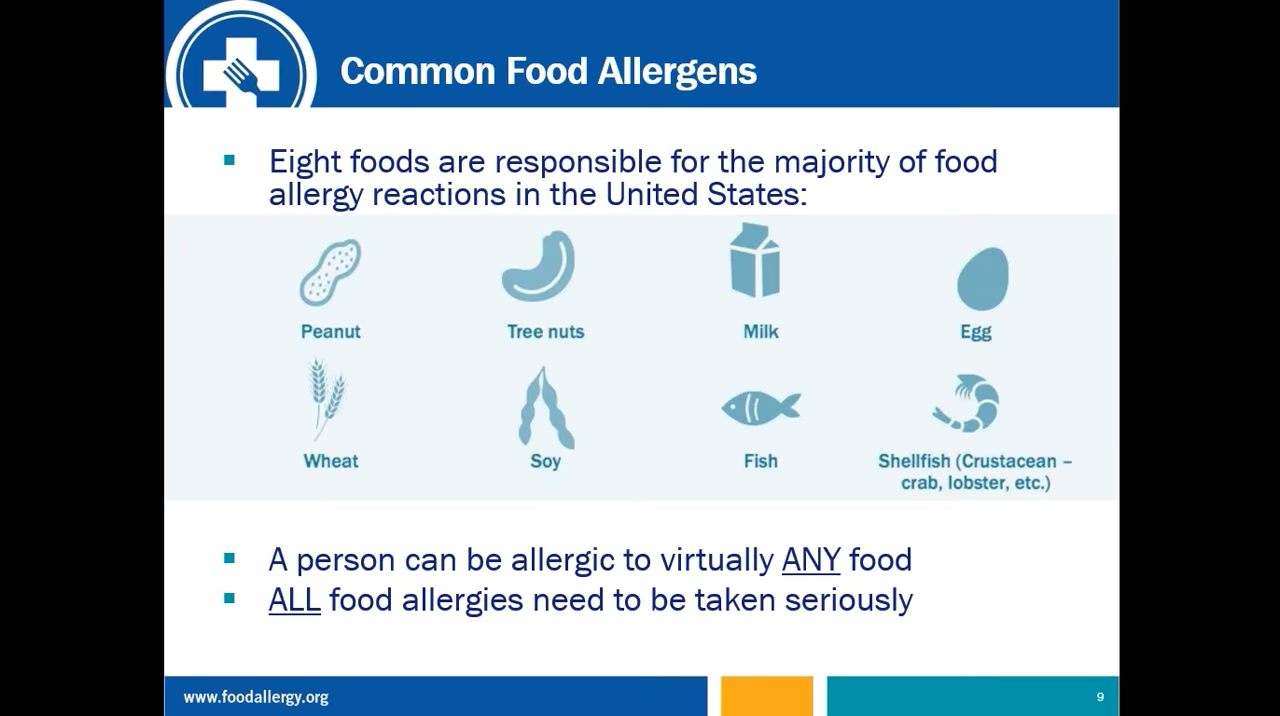 Common Food Allergens
Eight foods are responsible for the majority of food
allergy reactions in the United States:
Peanut
Tree nuts
Milk
Egg
Wheat
Soy
Fish
Shellfish (Crustacean –
crab, lobster, etc.)
A person can be allergic to virtually ANY food
ALL food allergies need to be taken seriously
www.foodallergy.org
9